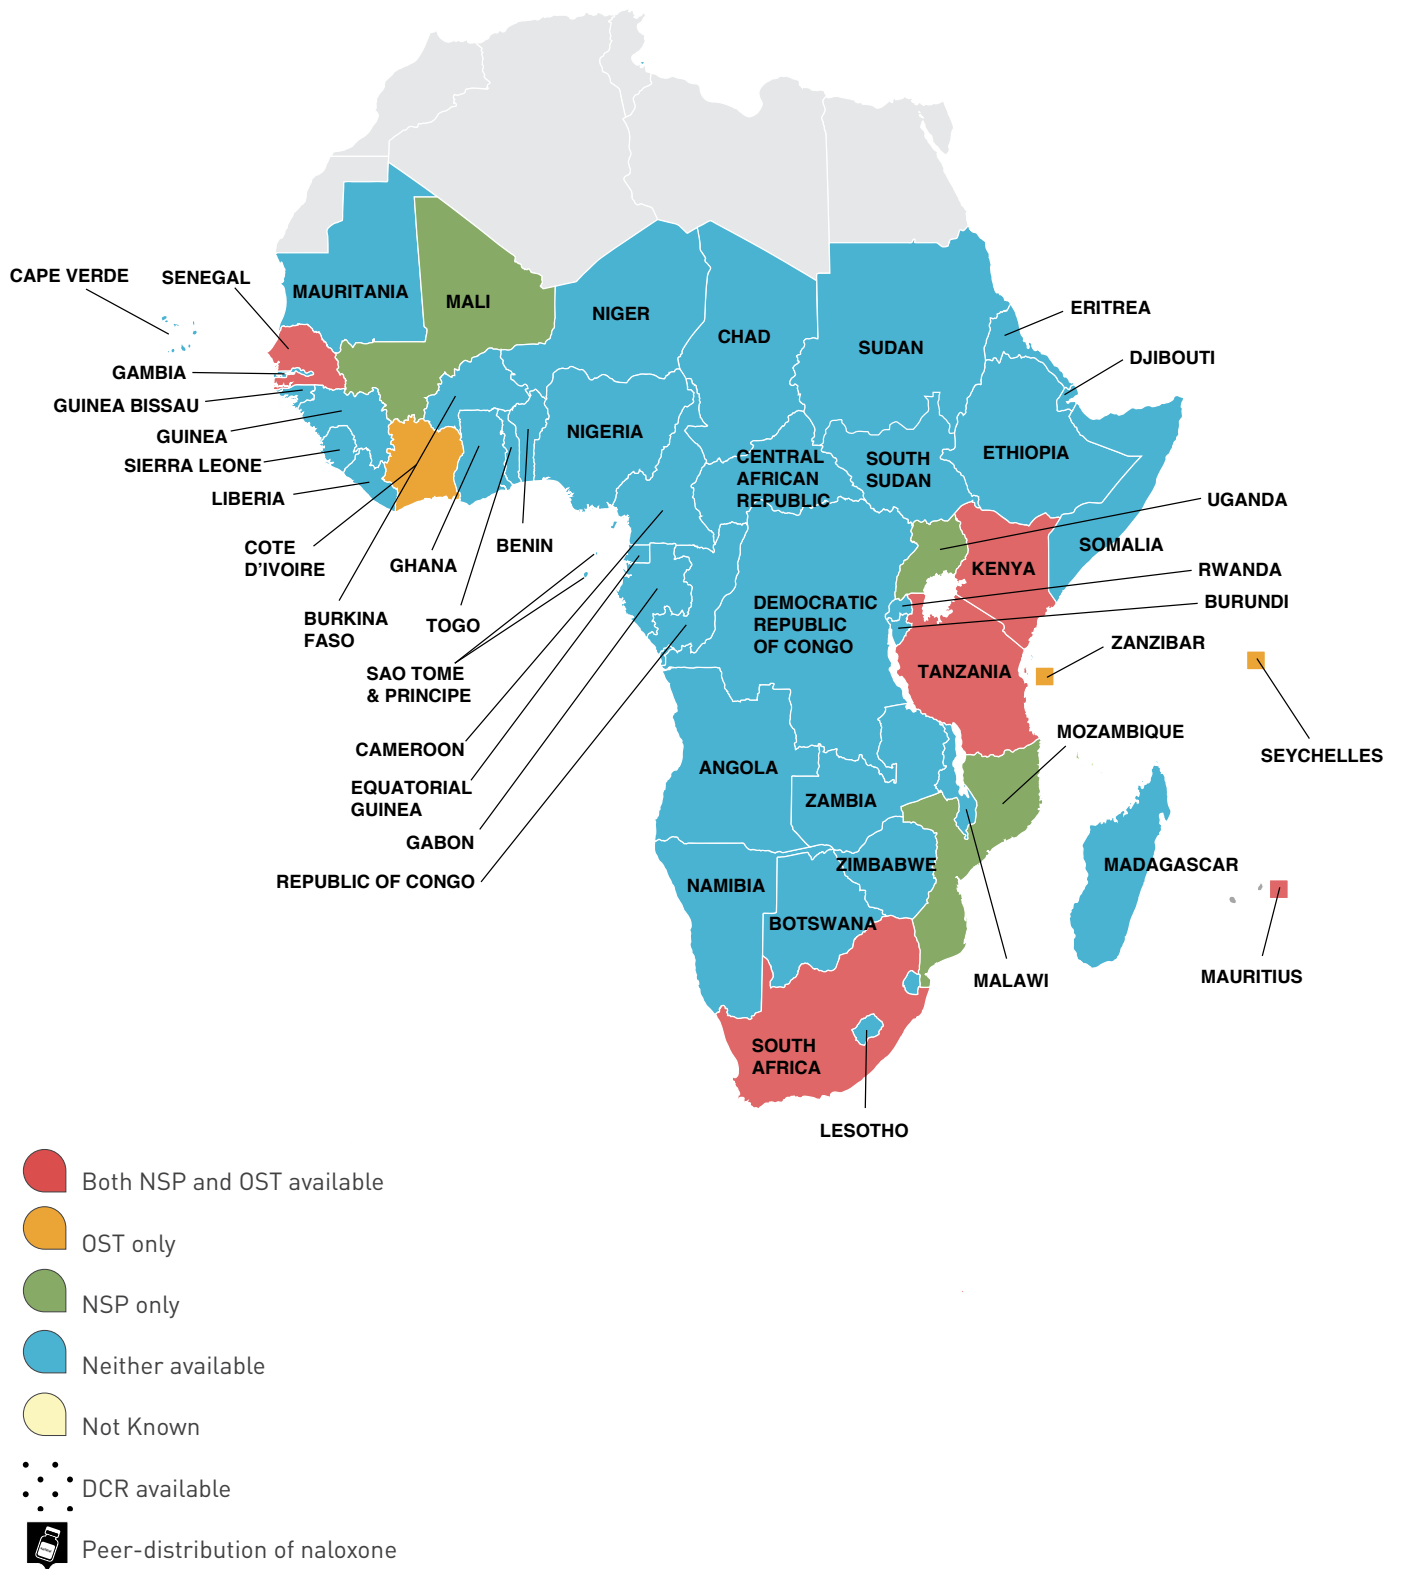 CAPE VERDE
SENEGAL
MAURITANIA
MALI
NIGER
CHAD
SUDAN
ERITREA
DJIBOUTI
GAMBIA
GUINEA BISSAU
GUINEA
SIERRA LEONE
LIBERIA
NIGERIA
CENTRAL
AFRICAN
REPUBLIC
SOUTH
SUDAN
ETHIOPIA
UGANDA
COTE
D'IVOIRE
GHANA
BENIN
SOMALIA
KENYA
RWANDA
BURUNDI
BURKINA
FASO
TOGO
DEMOCRATIC
REPUBLIC
OF CONGO
ZANZIBAR
SAO TOME
& PRINCIPE
TANZANIA
MOZAMBIQUE
SEYCHELLES
CAMEROON
ANGOLA
EQUATORIAL
GUINEA
ZAMBIA
GABON
REPUBLIC OF CONGO
NAMIBIA
ZIMBABWE
MADAGASCAR
BOTSWANA
MALAWI
MAURITIUS
SOUTH
AFRICA
LESOTHO
Both NSP and OST available
OST only
NSP only
Neither available
Not Known
DCR available
Peer-distribution of naloxone